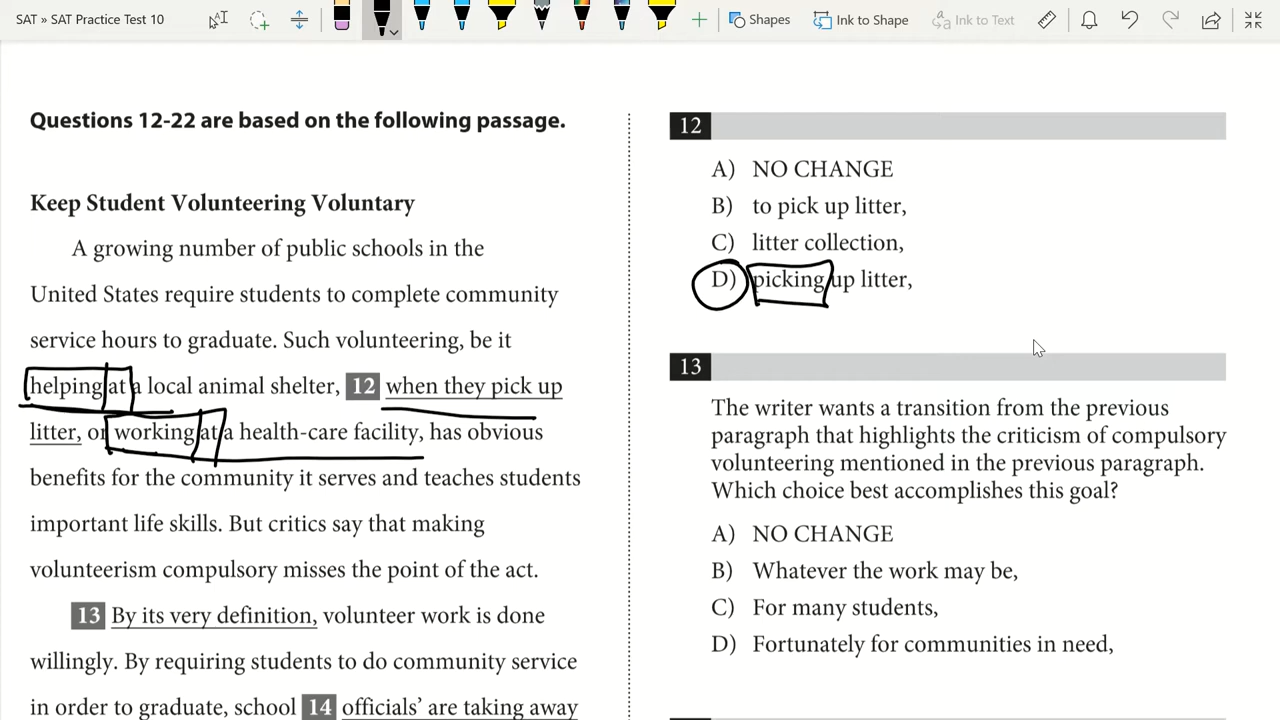 SAT » SAT Practice Test 10
Shapes
Ink to Shape
Ink to Text
Questions 12-22 are based on the following passage.
Keep Student Volunteering Voluntary
A growing number of public schools in the
United States require students to complete community
service hours to graduate. Such volunteering, be it
helping at a local animal shelter, 12 when they pick up
litter, or working at a health-care facility, has obvious
benefits for the community it serves and teaches students
important life skills. But critics say that making
volunteerism compulsory misses the point of the act.
13 By its very definition, volunteer work is done
willingly. By requiring students to do community service
in order to graduate, school 14 officials’ are taking away
12
A) NO CHANGE
B) to pick up litter,
C) litter collection,
D) picking up litter,
13
The writer wants a transition from the previous
paragraph that highlights the criticism of compulsory
volunteering mentioned in the previous paragraph.
Which choice best accomplishes this goal?
A) NO CHANGE
B) Whatever the work may be,
C) For many students,
D) Fortunately for communities in need,